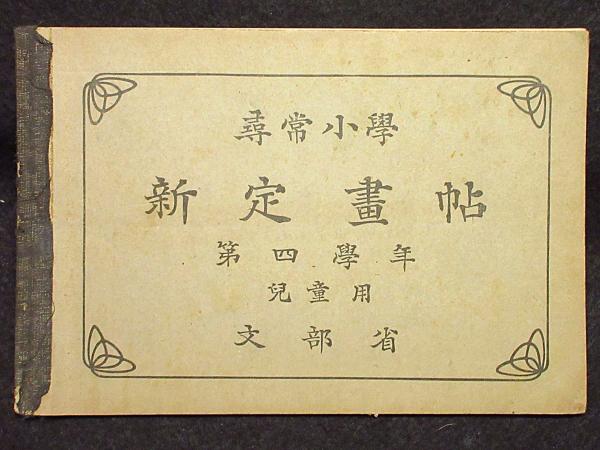 尋常小學
新定畫帖
第四學年
兒童用
文部省